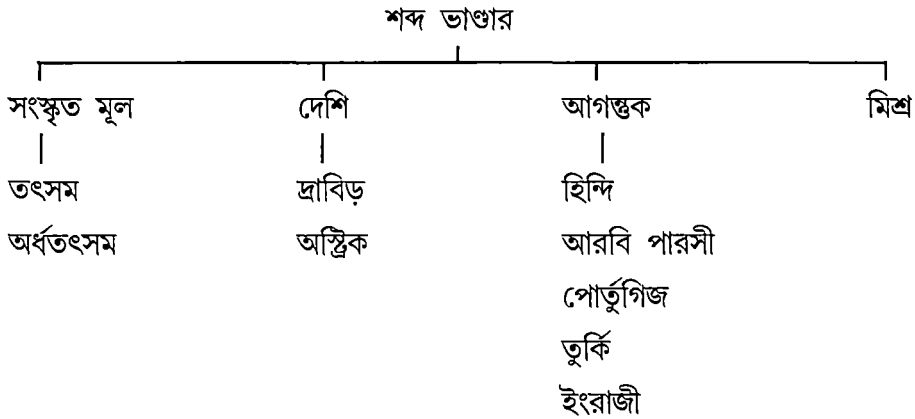 শব্দ ভাণ্ডার
সংস্কৃত মূল দেশি আগন্তুক মিশ্র
তৎসম দ্রাবিড় হিন্দি
অর্ধতৎসম অস্ট্রিক আরবি পারসী
পোর্তুগিজ
তুর্কি
ইংরাজী